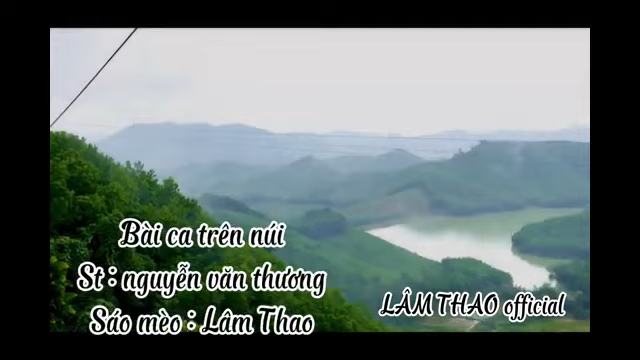 Bài ca trên núi
St : nguyễn văn thương
Sáo mèo : Lâm Thao
LÂM THAO official